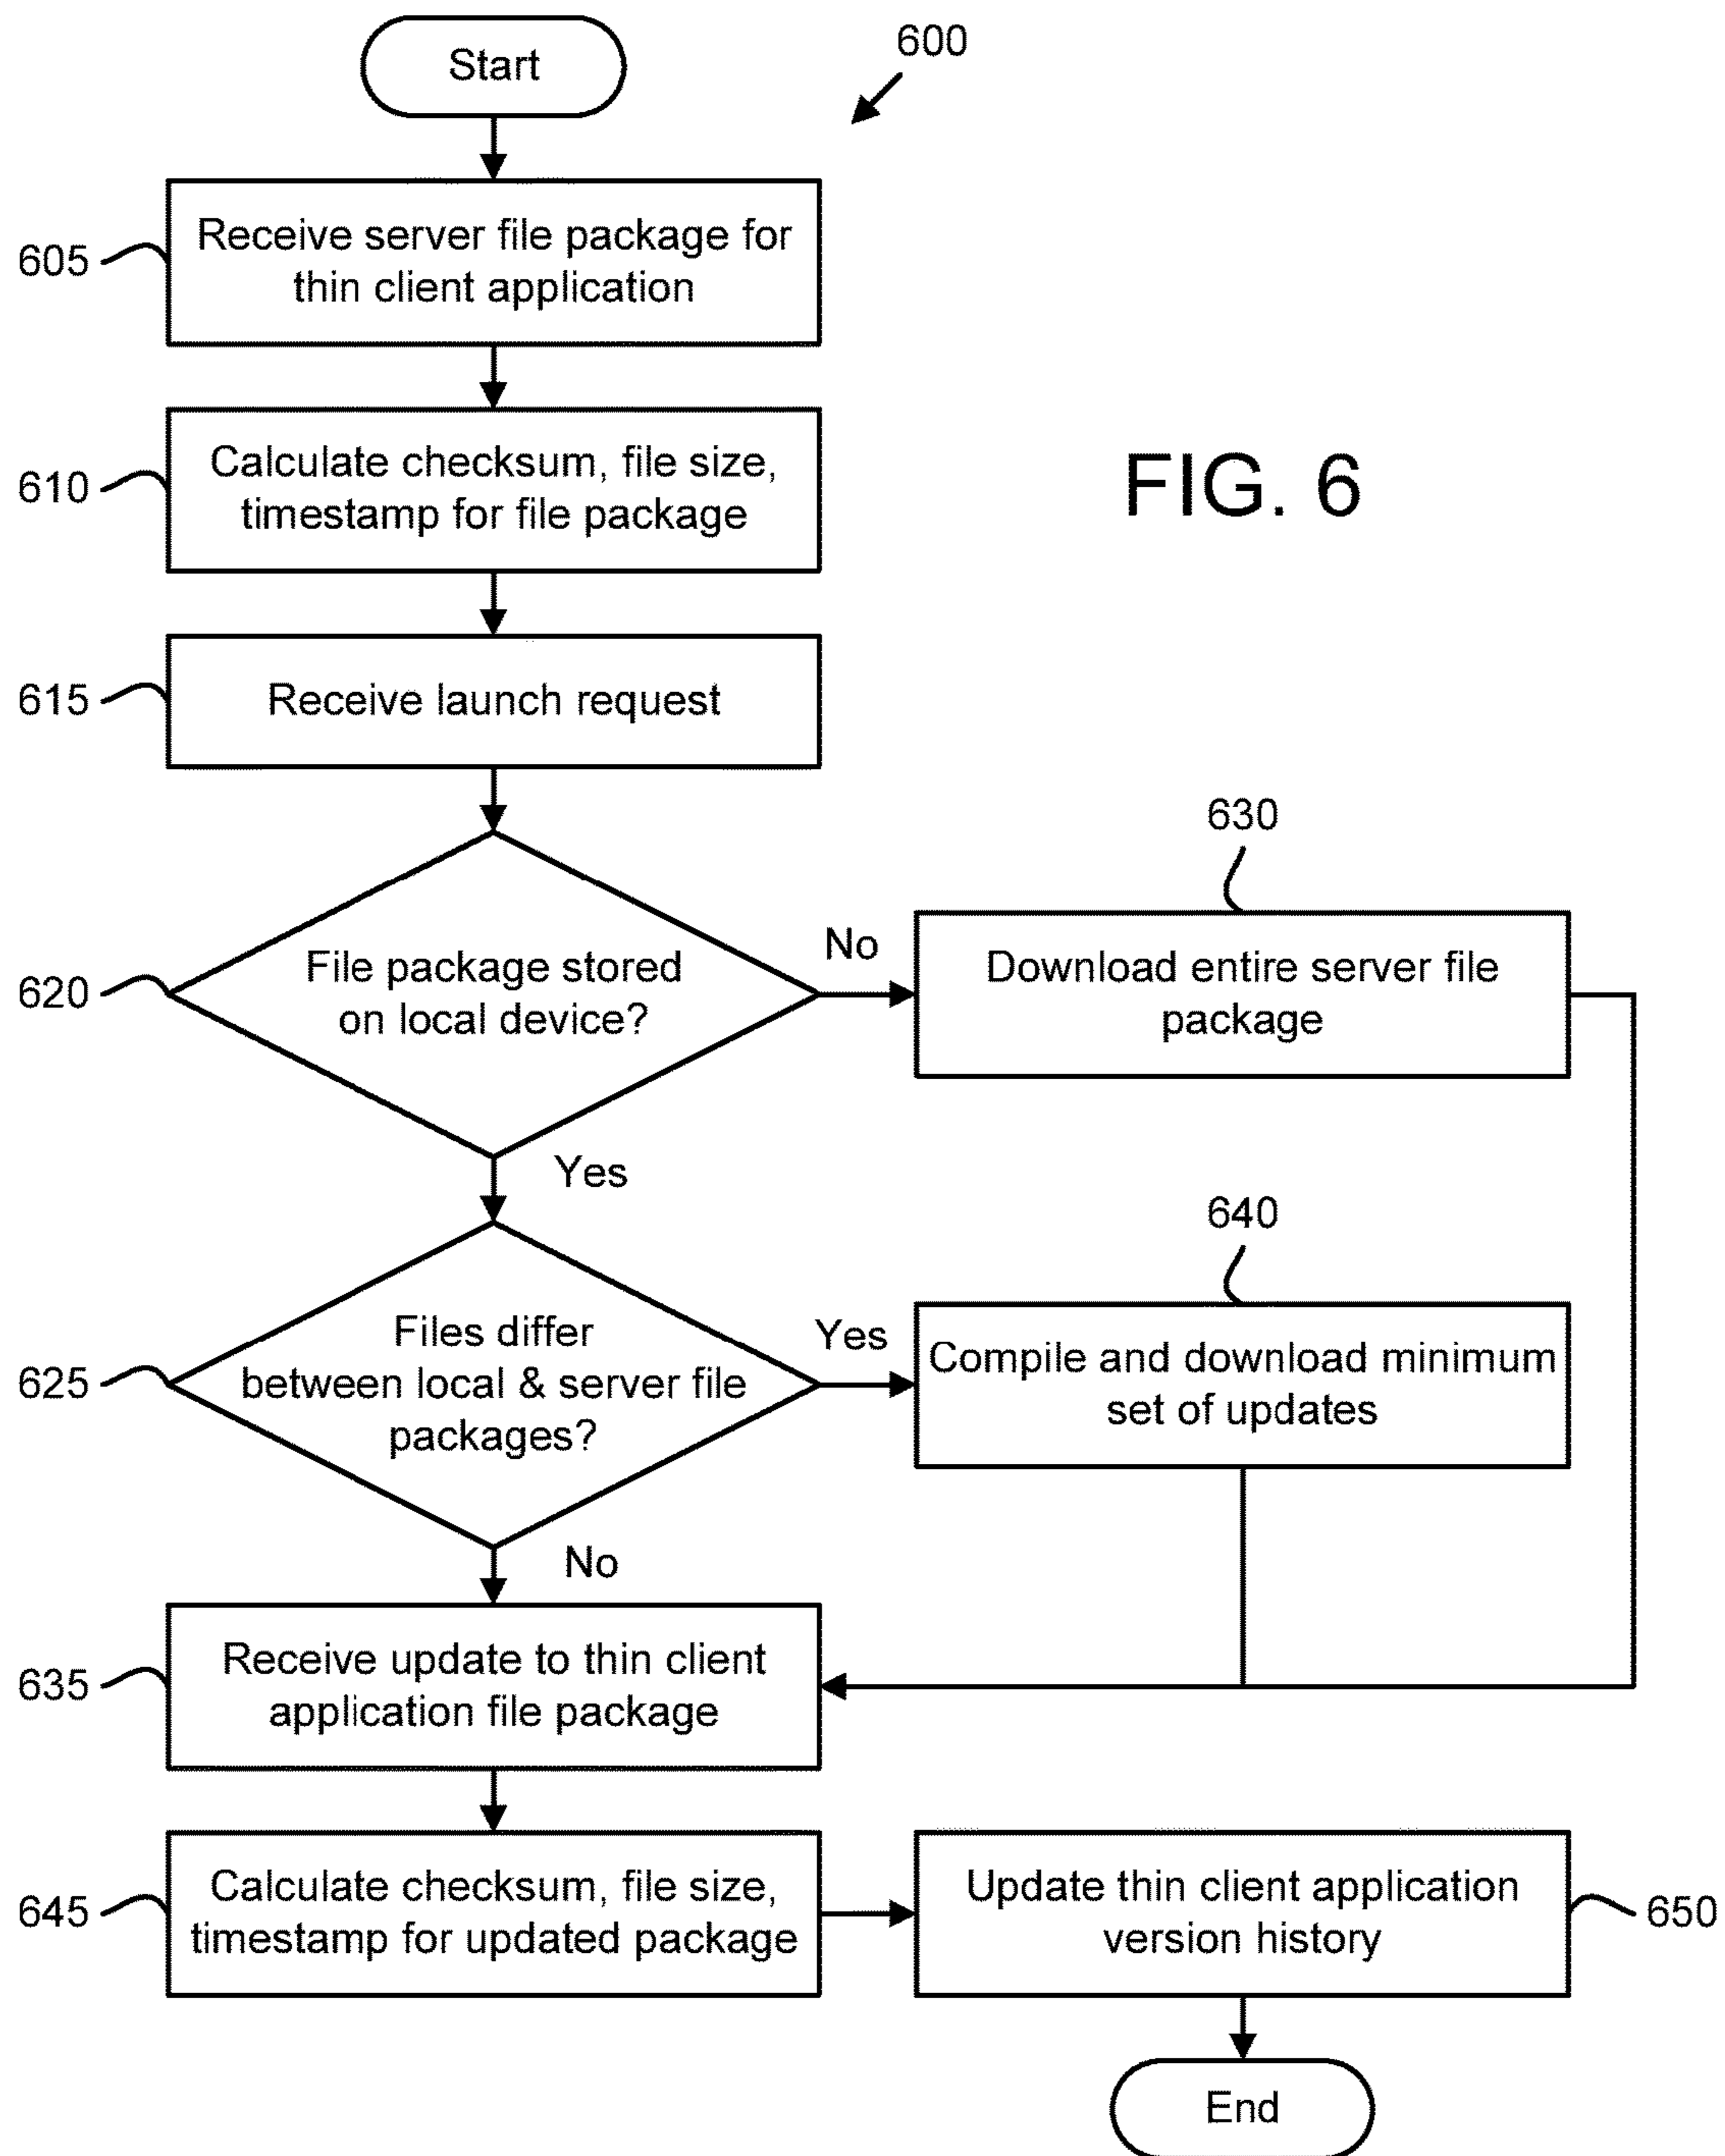 Start
600
605
Receive server file package for
thin client application
610
Calculate checksum, file size,
timestamp for file package
FIG. 6
615
Receive launch request
620
File package stored
on local device?
No
630
Download entire server file
package
Yes
625
Files differ
between local & server file
packages?
Yes
640
Compile and download minimum
set of updates
No
635
Receive update to thin client
application file package
645
Calculate checksum, file size,
timestamp for updated package
Update thin client application
version history
650
End